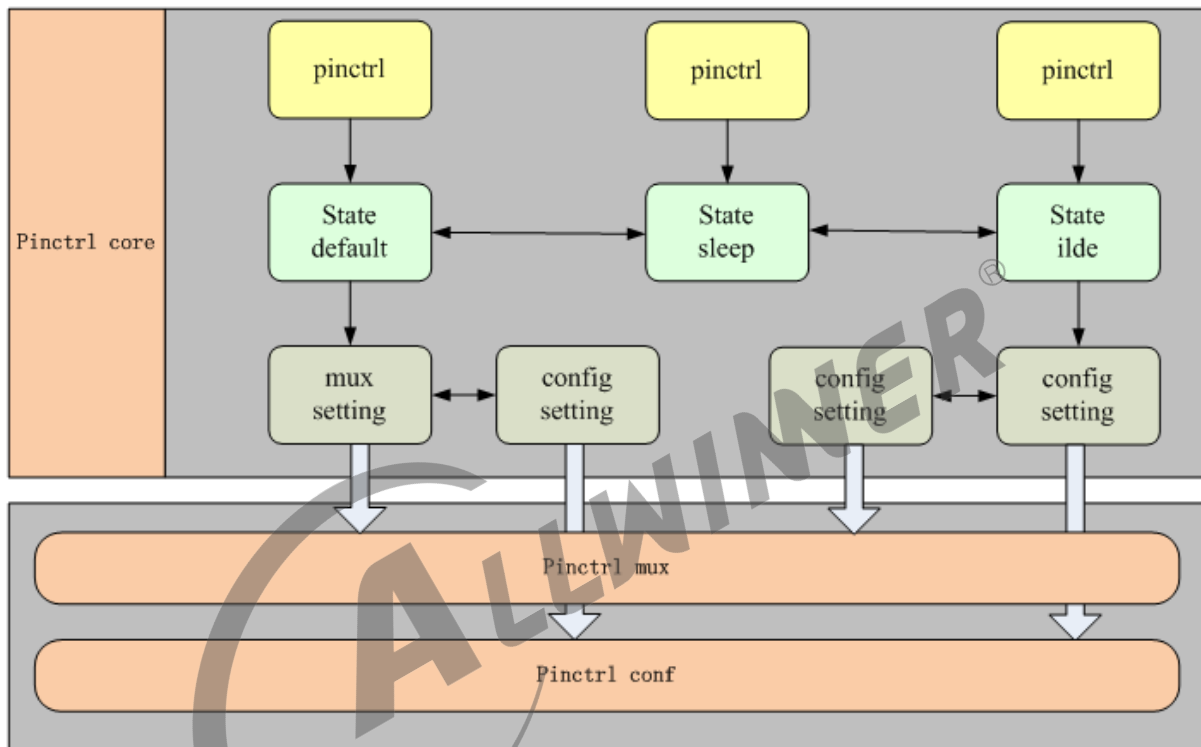 pinctrl
pinctrl
pinctrl
Pinctrl core
State
default
State
sleep
State
ilde
mux
setting
config
setting
config
setting
config
setting
ALLWINNER®
Pinctrl mux
Pinctrl conf